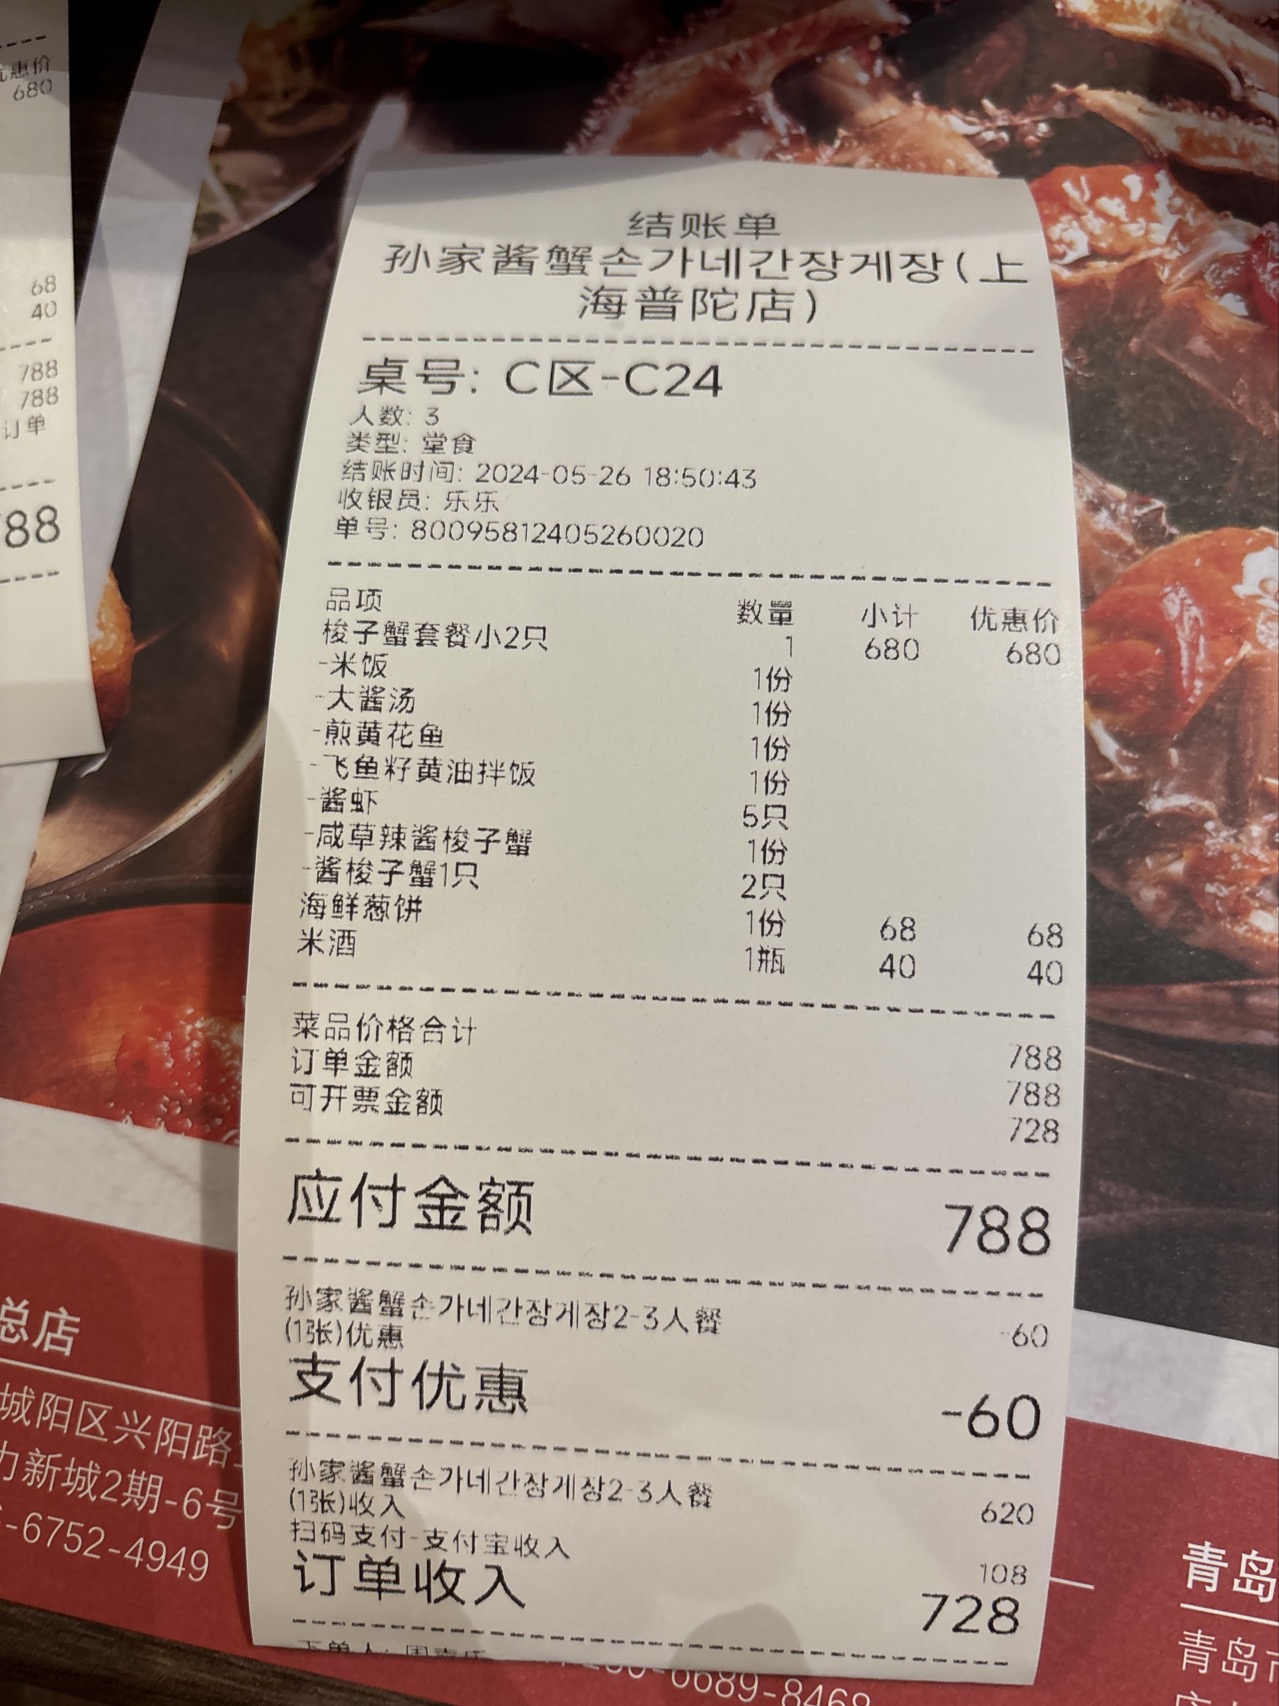 结账单
孙家酱蟹손가네간장게장(上
海普陀店)
桌号: C区-C24
人数: 3
类型: 堂食
结账时间: 2024-05-26 18:50:43
收银员: 乐乐
单号: 80095812405260020
品项 数量 小计 优惠价
梭子蟹套餐小2只 1 680 680
-米饭 1份
-大酱汤 1份
-煎黄花鱼 1份
-飞鱼籽黄油拌饭 1份
-酱虾 5只
-咸草辣酱梭子蟹 1份
-酱梭子蟹1只 2只
海鲜葱饼 1份 68 68
米酒 1瓶 40 40
菜品价格合计 788
订单金额 788
可开票金额 728
应付金额 788
孙家酱蟹손가네간장게장2-3人餐 -60
(1张)优惠
支付优惠 -60
孙家酱蟹손가네간장게장2-3人餐 620
(1张)收入
扫码支付-支付宝收入 108
订单收入 728
惠价
680
68
40
788
788
订单
88
总店
城阳区兴阳路
力新城2期-6号
-6752-4949
6689-8468
青岛
青岛市